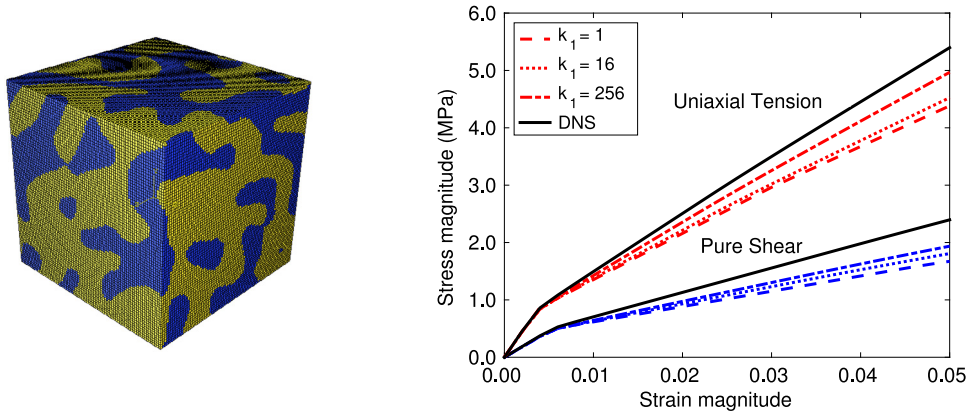 6.0
5.0
4.0
3.0
2.0
1.0
0.0
Stress magnitude (MPa)
k1 = 1
k1 = 16
k1 = 256
DNS
Uniaxial Tension
Pure Shear
0.00 0.01 0.02 0.03 0.04 0.05
Strain magnitude